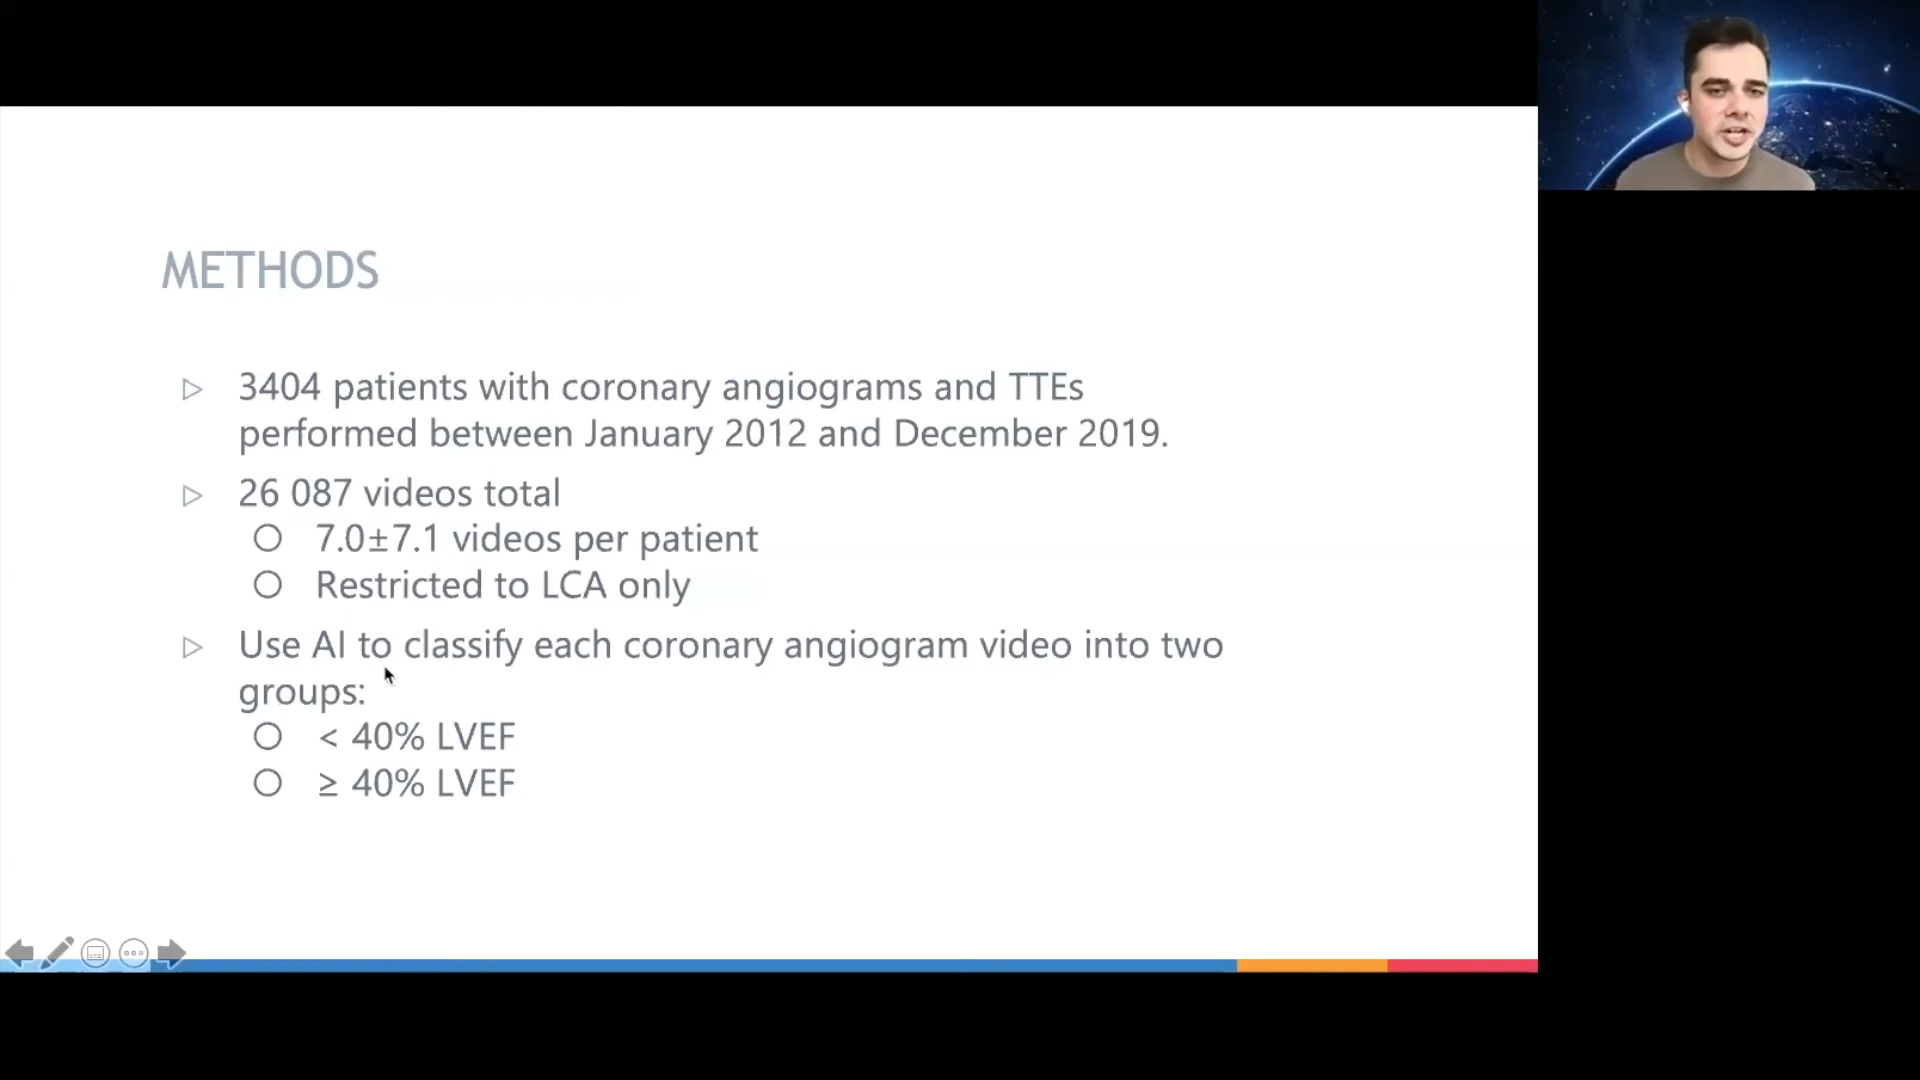 METHODS
3404 patients with coronary angiograms and TTEs
performed between January 2012 and December 2019.
26 087 videos total
7.0±7.1 videos per patient
Restricted to LCA only
Use AI to classify each coronary angiogram video into two
groups:
< 40% LVEF
≥ 40% LVEF